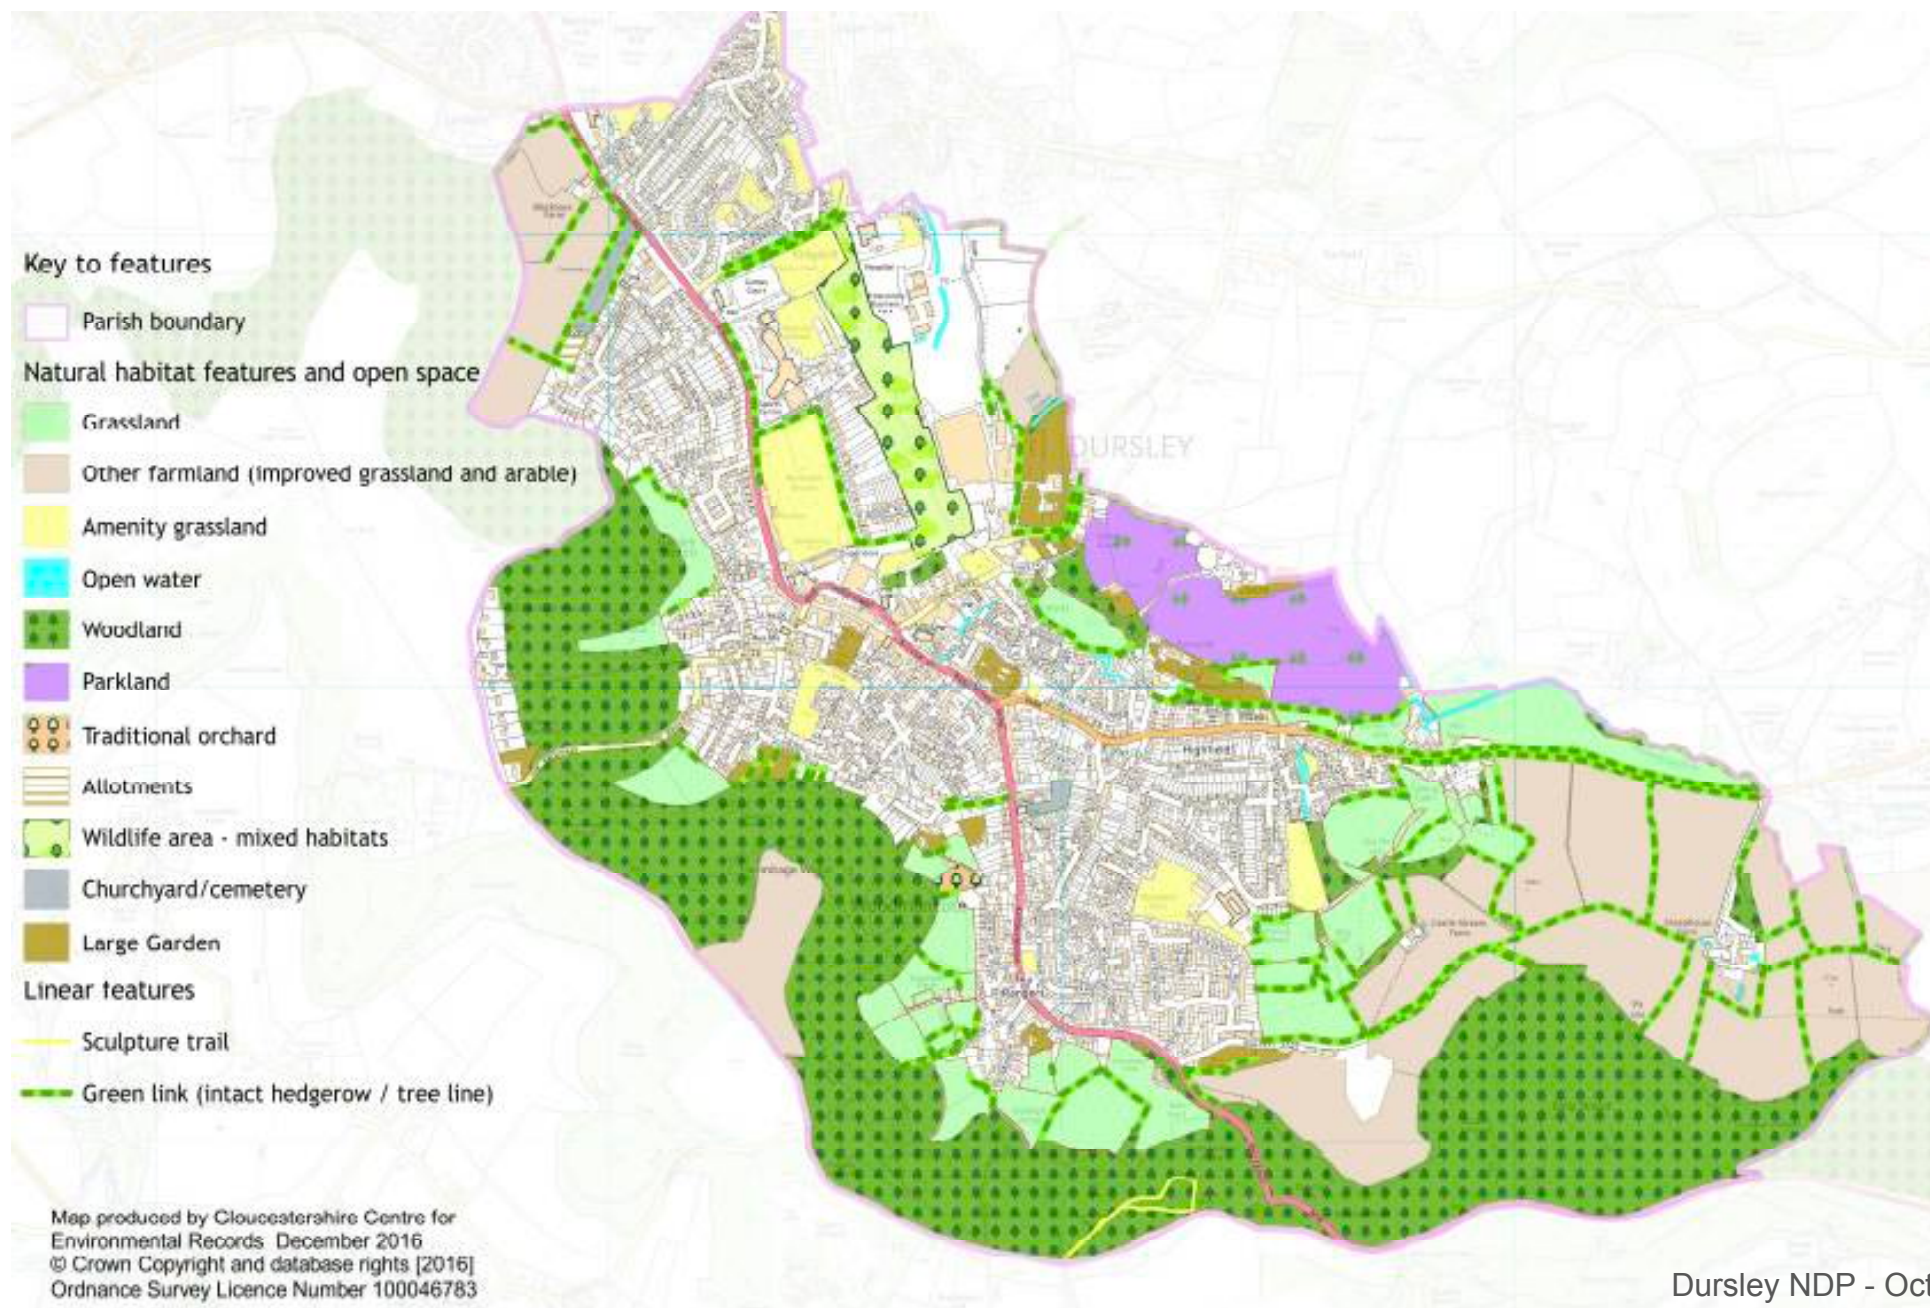 Key to features
Parish boundary
Natural habitat features and open space
Grassland
Other farmland (improved grassland and arable)
Amenity grassland
Open water
Woodland
Parkland
Traditional orchard
Allotments
Wildlife area - mixed habitats
Churchyard/cemetery
Large Garden
Linear features
Sculpture trail
Green link (intact hedgerow / tree line)
Map produced by Gloucestershire Centre for
Environmental Records December 2016
© Crown Copyright and database rights [2016]
Ordnance Survey Licence Number 100046783
DURSLEY
Highfield
Dursley NDP - Oct